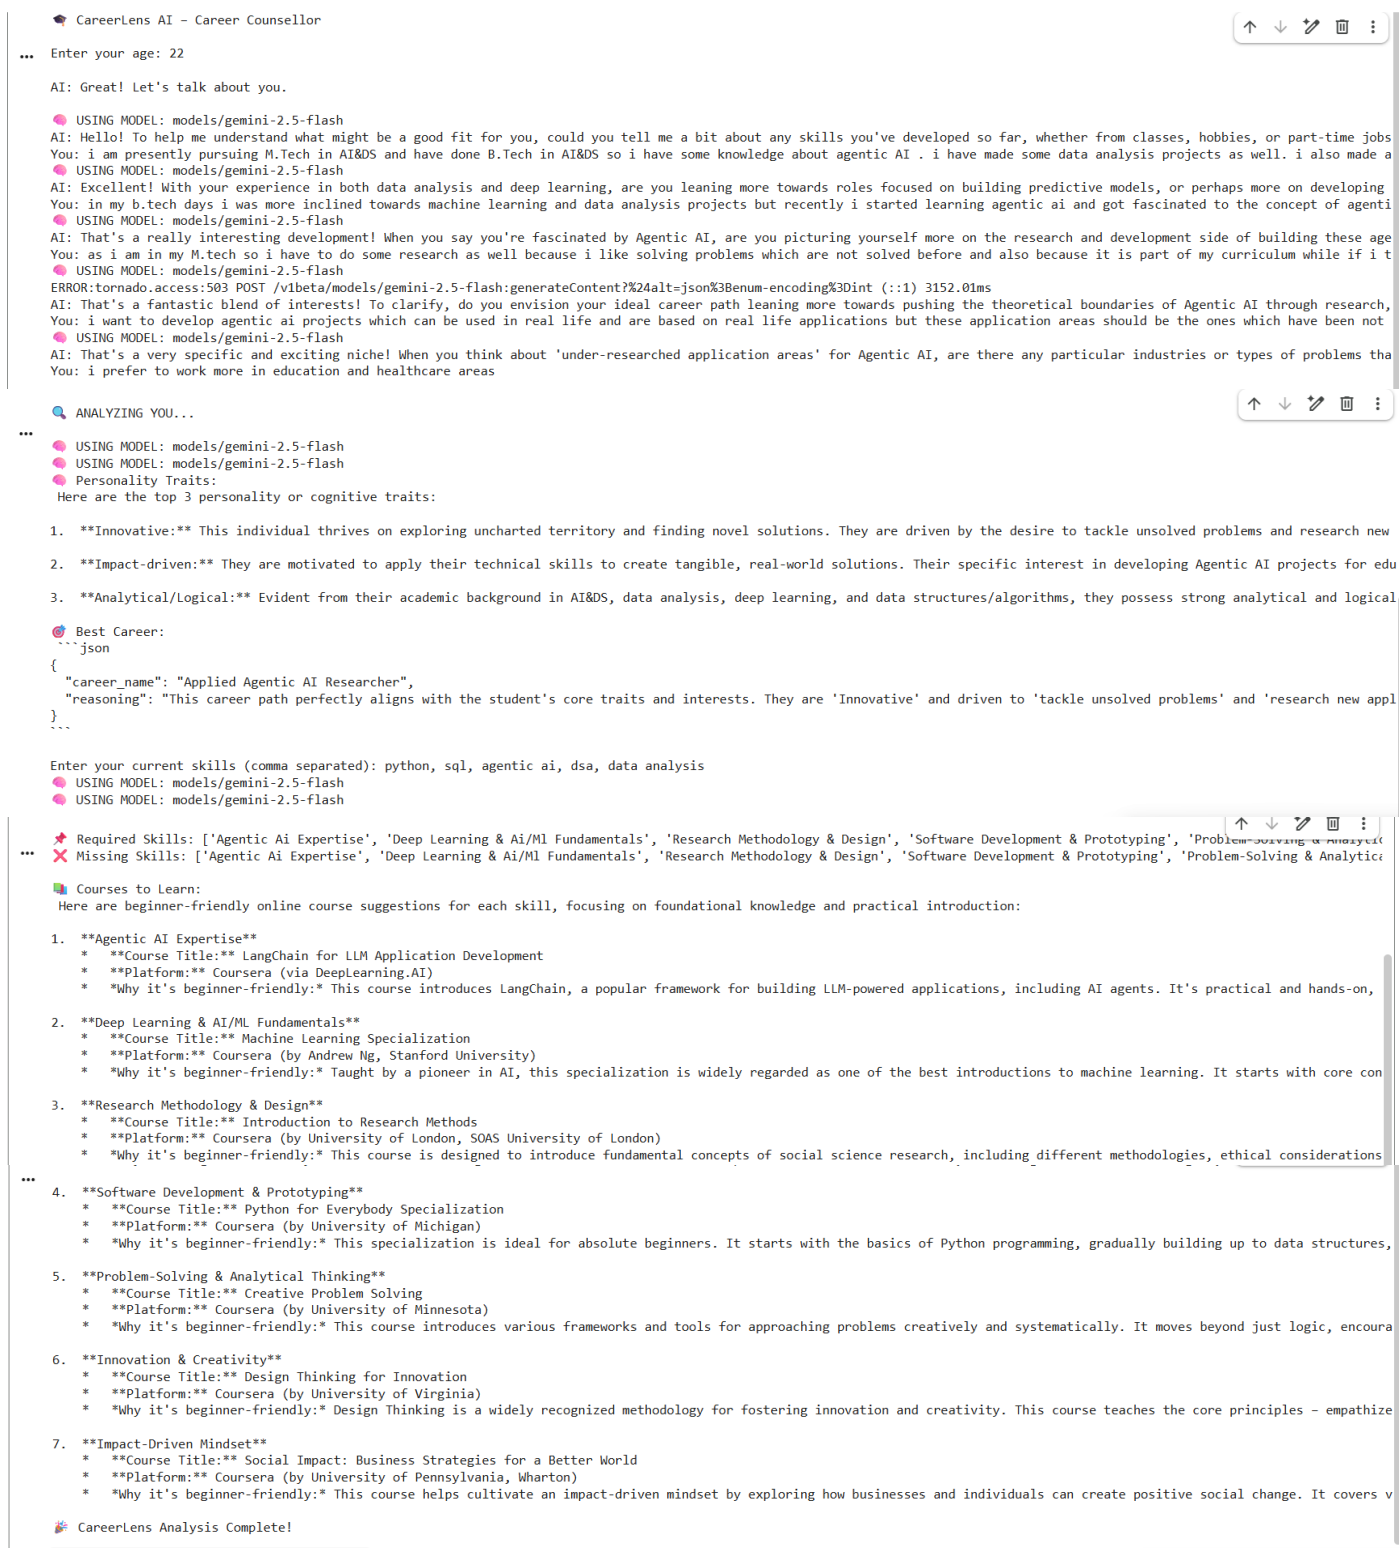 🎓 CareerLens AI – Career Counsellor
Enter your age: 22
AI: Great! Let's talk about you.
🧠 USING MODEL: models/gemini-2.5-flash
AI: Hello! To help me understand what might be a good fit for you, could you tell me a bit about any skills you've developed so far, whether from classes, hobbies, or part-time jobs
You: i am presently pursuing M.Tech in AI&DS and have done B.Tech in AI&DS so i have some knowledge about agentic AI . i have made some data analysis projects as well. i also made a
🧠 USING MODEL: models/gemini-2.5-flash
AI: Excellent! With your experience in both data analysis and deep learning, are you leaning more towards roles focused on building predictive models, or perhaps more on developing
You: in my b.tech days i was more inclined towards machine learning and data analysis projects but recently i started learning agentic ai and got fascinated to the concept of agenti
🧠 USING MODEL: models/gemini-2.5-flash
AI: That's a really interesting development! When you say you're fascinated by Agentic AI, are you picturing yourself more on the research and development side of building these age
You: as i am in my M.tech so i have to do some research as well because i like solving problems which are not solved before and also because it is part of my curriculum while if i t
🧠 USING MODEL: models/gemini-2.5-flash
ERROR:tornado.access:503 POST /v1beta/models/gemini-2.5-flash:generateContent?%24alt=json%3Benum-encoding%3Dint (::1) 3152.01ms
AI: That's a fantastic blend of interests! To clarify, do you envision your ideal career path leaning more towards pushing the theoretical boundaries of Agentic AI through research,
You: i want to develop agentic ai projects which can be used in real life and are based on real life applications but these application areas should be the ones which have been not
🧠 USING MODEL: models/gemini-2.5-flash
AI: That's a very specific and exciting niche! When you think about 'under-researched application areas' for Agentic AI, are there any particular industries or types of problems tha
You: i prefer to work more in education and healthcare areas
🔍 ANALYZING YOU...
🧠 USING MODEL: models/gemini-2.5-flash
🧠 USING MODEL: models/gemini-2.5-flash
🧠 Personality Traits:
Here are the top 3 personality or cognitive traits:
1. **Innovative:** This individual thrives on exploring uncharted territory and finding novel solutions. They are driven by the desire to tackle unsolved problems and research new
2. **Impact-driven:** They are motivated to apply their technical skills to create tangible, real-world solutions. Their specific interest in developing Agentic AI projects for edu
3. **Analytical/Logical:** Evident from their academic background in AI&DS, data analysis, deep learning, and data structures/algorithms, they possess strong analytical and logical
🎯 Best Career:
```json
{
"career_name": "Applied Agentic AI Researcher",
"reasoning": "This career path perfectly aligns with the student's core traits and interests. They are 'Innovative' and driven to 'tackle unsolved problems' and 'research new appl
}
```
Enter your current skills (comma separated): python, sql, agentic ai, dsa, data analysis
🧠 USING MODEL: models/gemini-2.5-flash
🧠 USING MODEL: models/gemini-2.5-flash
📌 Required Skills: ['Agentic Ai Expertise', 'Deep Learning & Ai/Ml Fundamentals', 'Research Methodology & Design', 'Software Development & Prototyping', 'Problem-Solving & Analytic
❌ Missing Skills: ['Agentic Ai Expertise', 'Deep Learning & Ai/Ml Fundamentals', 'Research Methodology & Design', 'Software Development & Prototyping', 'Problem-Solving & Analytica
📚 Courses to Learn:
Here are beginner-friendly online course suggestions for each skill, focusing on foundational knowledge and practical introduction:
1. **Agentic AI Expertise**
* **Course Title:** LangChain for LLM Application Development
* **Platform:** Coursera (via DeepLearning.AI)
* *Why it's beginner-friendly:* This course introduces LangChain, a popular framework for building LLM-powered applications, including AI agents. It's practical and hands-on,
2. **Deep Learning & AI/ML Fundamentals**
* **Course Title:** Machine Learning Specialization
* **Platform:** Coursera (by Andrew Ng, Stanford University)
* *Why it's beginner-friendly:* Taught by a pioneer in AI, this specialization is widely regarded as one of the best introductions to machine learning. It starts with core con
3. **Research Methodology & Design**
* **Course Title:** Introduction to Research Methods
* **Platform:** Coursera (by University of London, SOAS University of London)
* *Why it's beginner-friendly:* This course is designed to introduce fundamental concepts of social science research, including different methodologies, ethical considerations
4. **Software Development & Prototyping**
* **Course Title:** Python for Everybody Specialization
* **Platform:** Coursera (by University of Michigan)
* *Why it's beginner-friendly:* This specialization is ideal for absolute beginners. It starts with the basics of Python programming, gradually building up to data structures,
5. **Problem-Solving & Analytical Thinking**
* **Course Title:** Creative Problem Solving
* **Platform:** Coursera (by University of Minnesota)
* *Why it's beginner-friendly:* This course introduces various frameworks and tools for approaching problems creatively and systematically. It moves beyond just logic, encoura
6. **Innovation & Creativity**
* **Course Title:** Design Thinking for Innovation
* **Platform:** Coursera (by University of Virginia)
* *Why it's beginner-friendly:* Design Thinking is a widely recognized methodology for fostering innovation and creativity. This course teaches the core principles – empathize
7. **Impact-Driven Mindset**
* **Course Title:** Social Impact: Business Strategies for a Better World
* **Platform:** Coursera (by University of Pennsylvania, Wharton)
* *Why it's beginner-friendly:* This course helps cultivate an impact-driven mindset by exploring how businesses and individuals can create positive social change. It covers v
🎉 CareerLens Analysis Complete!